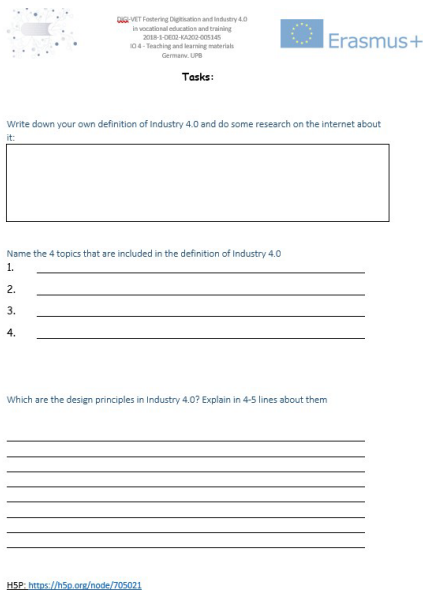 DIGI-VET Fostering Digitisation and Industry 4.0
in vocational education and training
2018-1-DE02-KA202-005145
IO 4 - Teaching and learning materials
Germany, UPB
Erasmus+
Tasks:
Write down your own definition of Industry 4.0 and do some research on the internet about
it:
Name the 4 topics that are included in the definition of Industry 4.0
1.
2.
3.
4.
Which are the design principles in Industry 4.0? Explain in 4-5 lines about them
H5P: https://h5p.org/node/705021